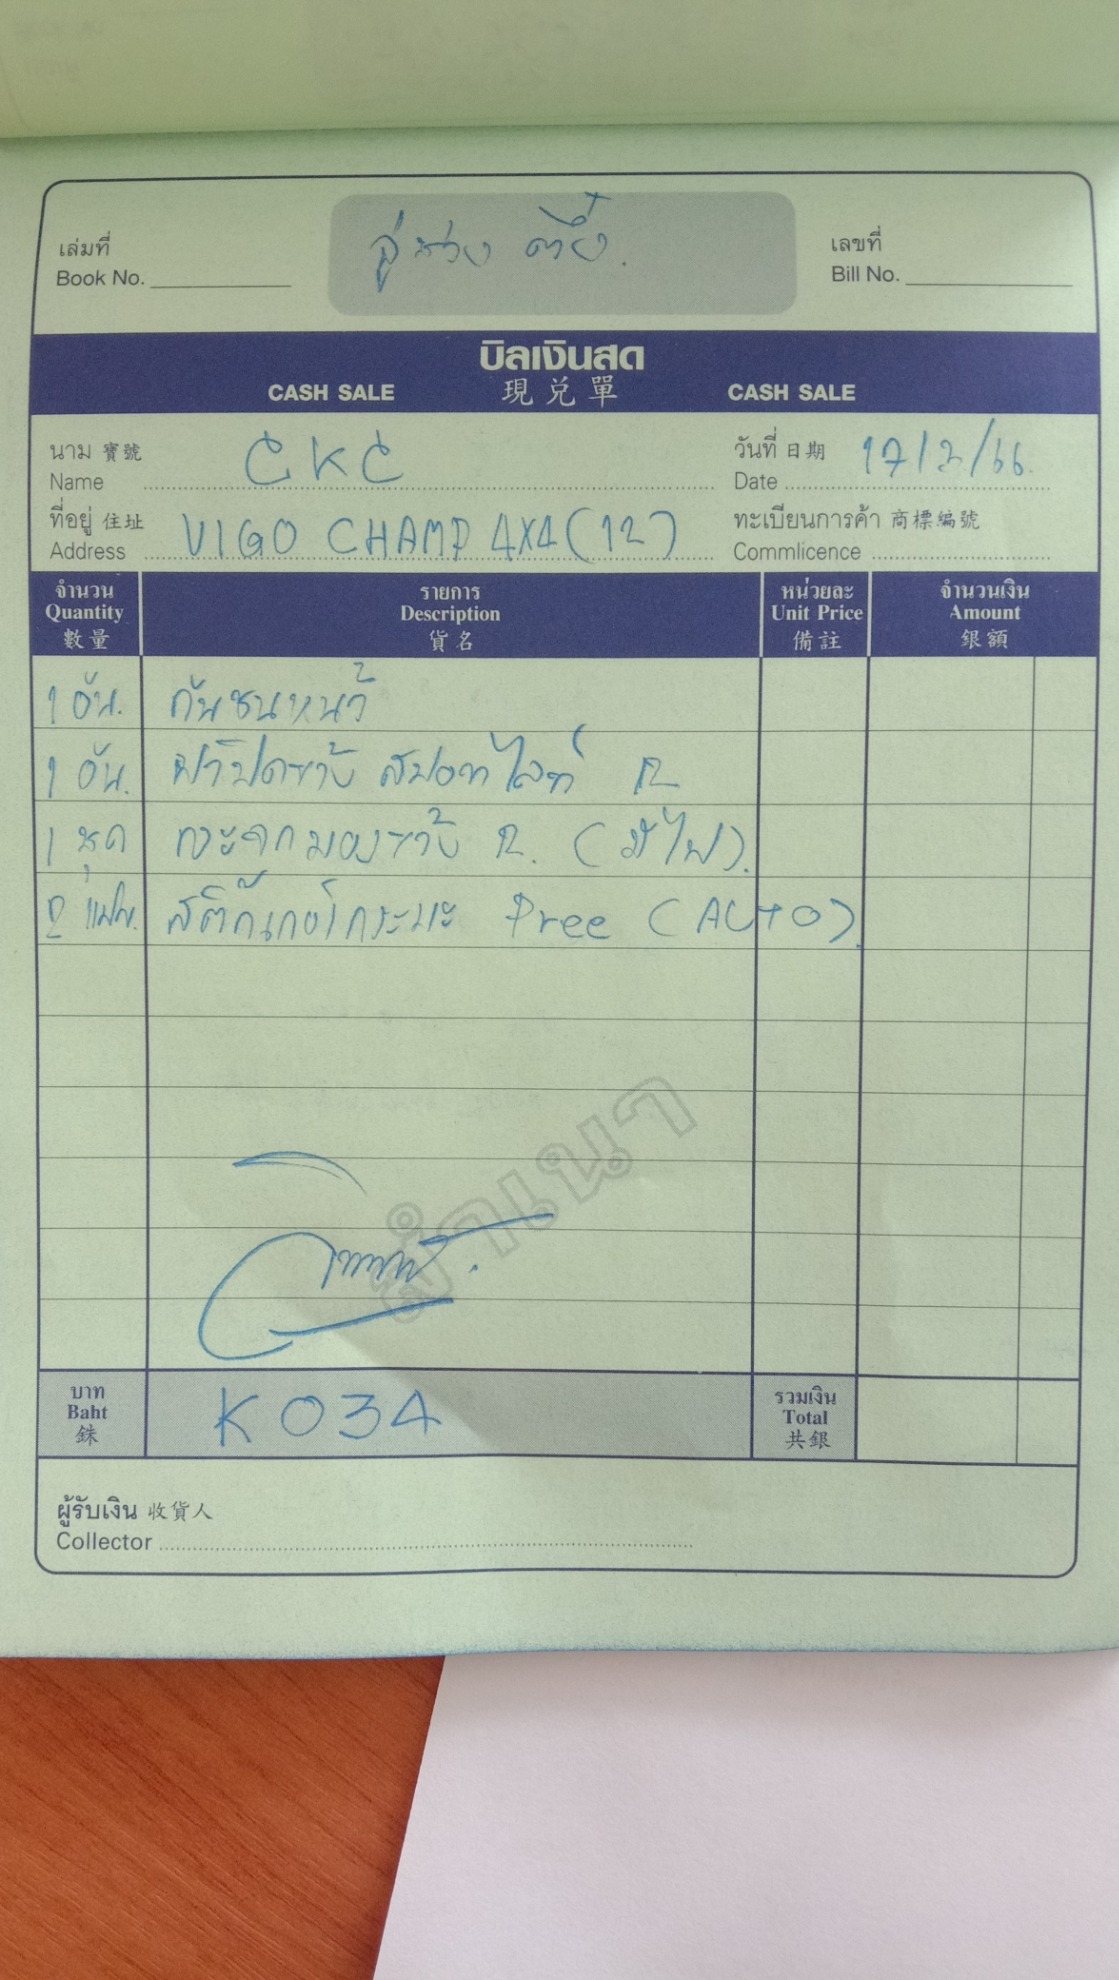 อู่ช่าง ตึ๋ง.
เล่มที่ เลขที่
Book No. Bill No.
บิลเงินสด
CASH SALE 現兌單 CASH SALE
นาม 寶號 CKC วันที่ 日期 17/2/66.
Name Date
ที่อยู่ 住址 VIGO CHAMP 4X4 (12) ทะเบียนการค้า 商標編號
Address Commlicence
จำนวน รายการ หน่วยละ จำนวนเงิน
Quantity Description Unit Price Amount
數量 貨名 備註 銀額
1 อัน. กันชนหน้า
1 อัน. ฝาปิดข้าง สปอทไลท์ R
1 ชุด กระจกมองข้าง R. (มีไฟ).
2 แผ่น. สติ๊กเกอร์กระบะ Pree (AUTO).
สำเนา
บาท K034 รวมเงิน
Baht Total
銖 共銀
ผู้รับเงิน 收貨人
Collector